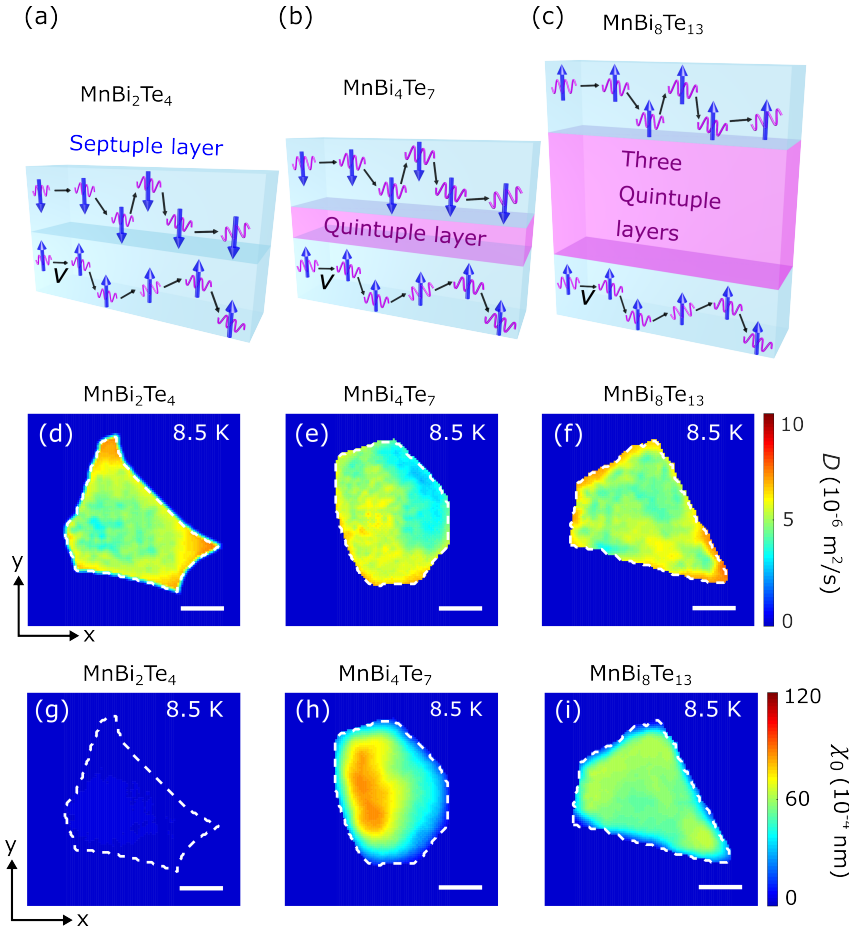 (a)
(b)
(c)
MnBi₂Te₄
MnBi₄Te₇
MnBi₈Te₁₃
Septuple layer
Quintuple layer
Three
Quintuple
layers
V
V
V
MnBi₂Te₄
MnBi₄Te₇
MnBi₈Te₁₃
(d)
8.5 K
(e)
8.5 K
(f)
8.5 K
10
5
0
D (10⁻⁶ m²/s)
y
x
MnBi₂Te₄
MnBi₄Te₇
MnBi₈Te₁₃
(g)
8.5 K
(h)
8.5 K
(i)
8.5 K
120
60
0
χ₀ (10⁻⁴ nm)
y
x